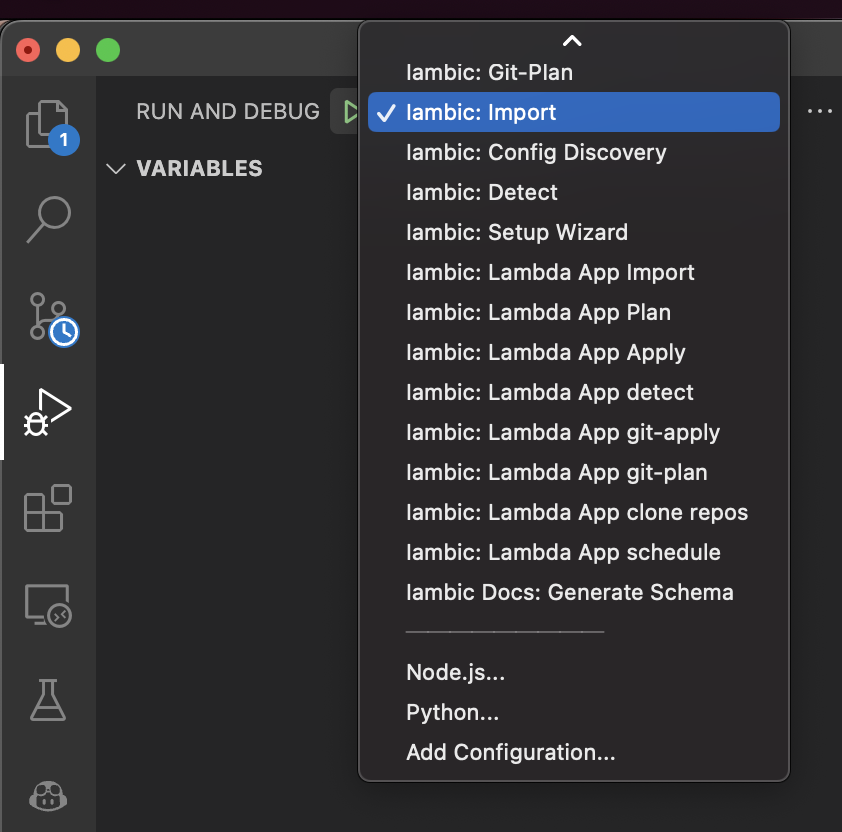 Iambic: Git-Plan
RUN AND DEBUG
✓ Iambic: Import
1
Iambic: Config Discovery
VARIABLES
Iambic: Detect
Iambic: Setup Wizard
Iambic: Lambda App Import
Iambic: Lambda App Plan
Iambic: Lambda App Apply
Iambic: Lambda App detect
Iambic: Lambda App git-apply
Iambic: Lambda App git-plan
Iambic: Lambda App clone repos
Iambic: Lambda App schedule
Iambic Docs: Generate Schema
Node.js...
Python...
Add Configuration...